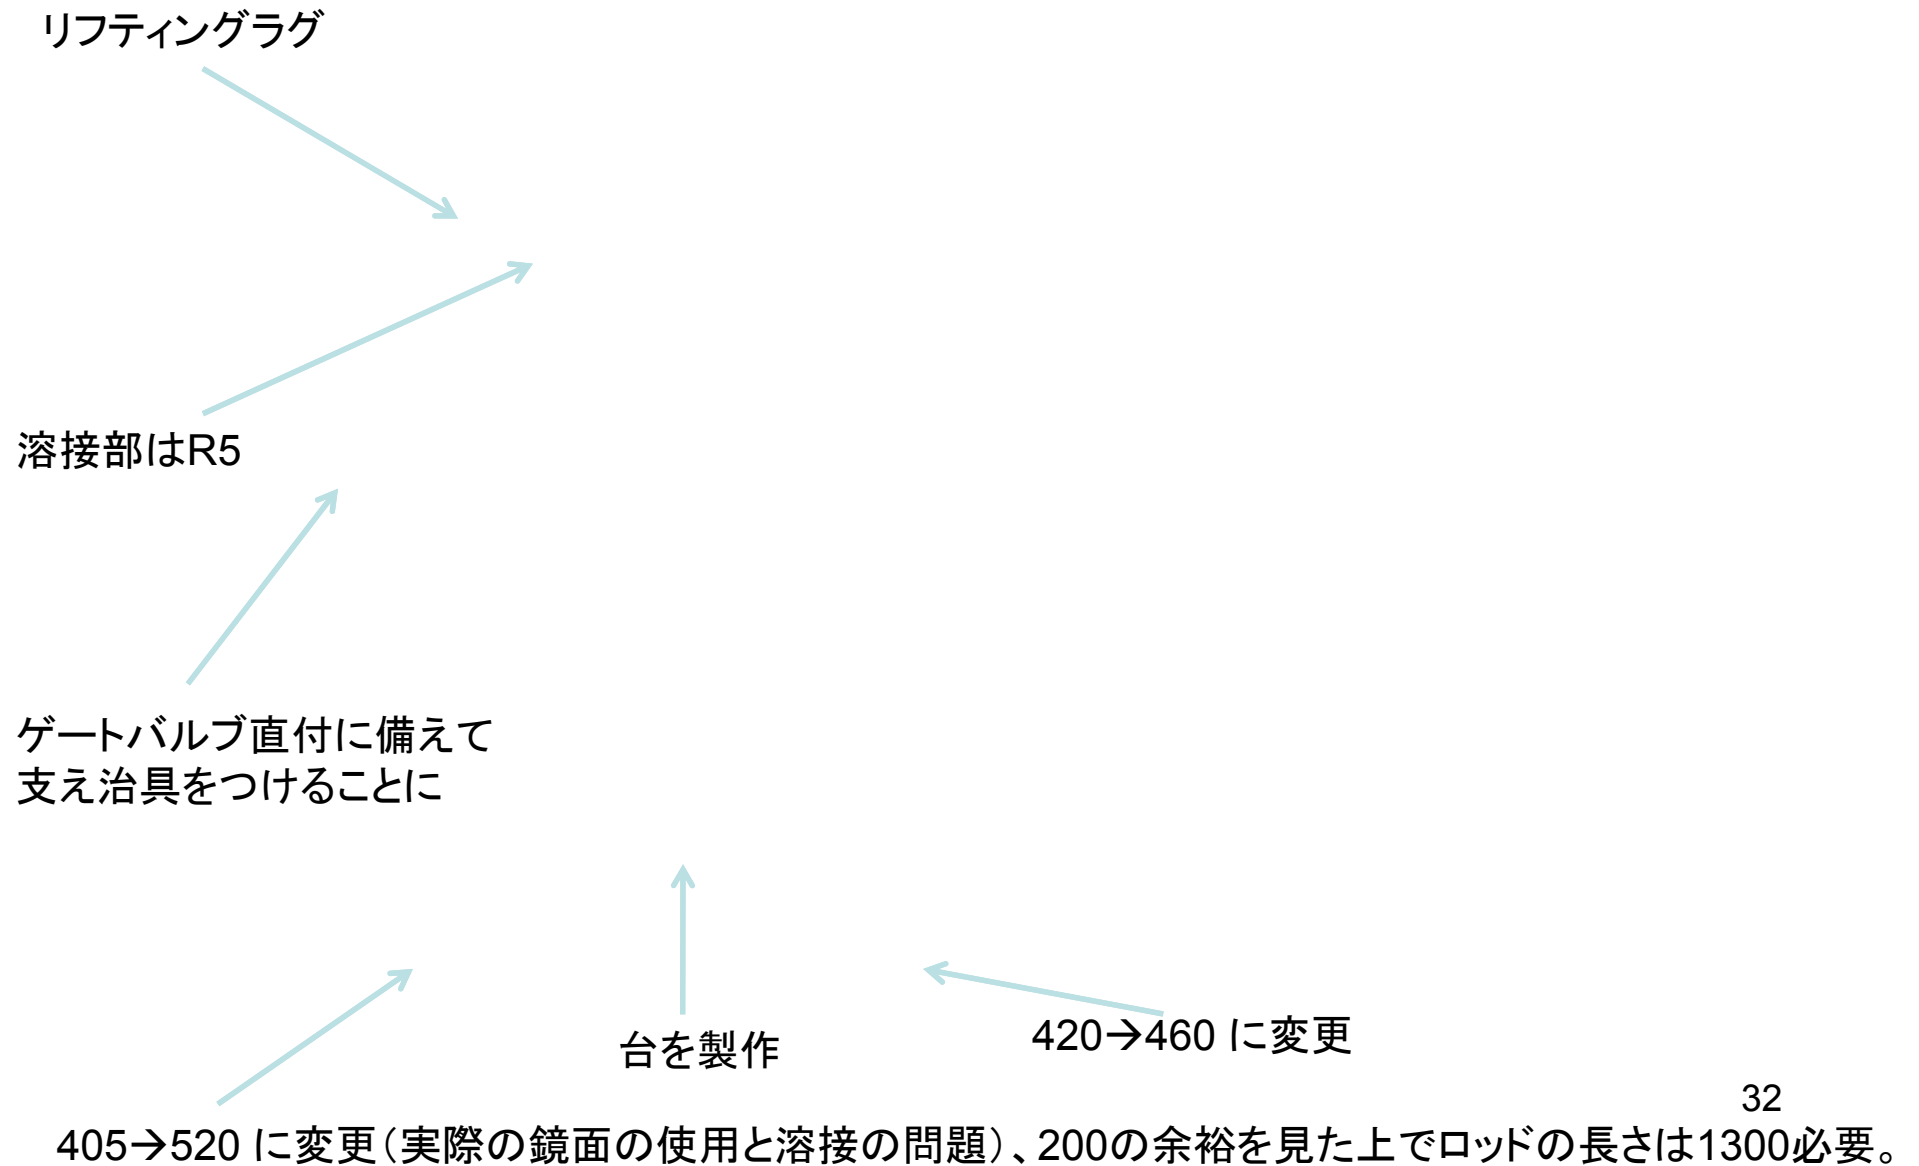 リフティングラグ
溶接部はR5
ゲートバルブ直付に備えて
支え治具をつけることに
台を製作
420→460 に変更
32
405→520 に変更（実際の鏡面の使用と溶接の問題）、200の余裕を見た上でロッドの長さは1300必要。